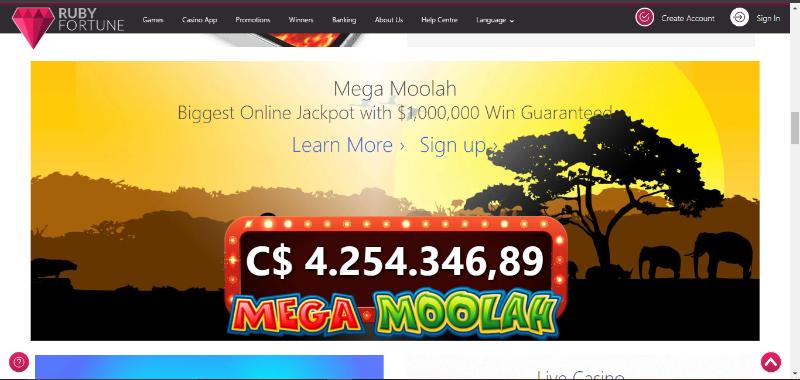 RUBY
FORTUNE
Games
Casino App
Promotions
Winners
Banking
About Us
Help Centre
Language
Create Account
Sign In
Mega Moolah
Biggest Online Jackpot with $1,000,000 Win Guaranteed
Learn More ›
Sign up ›
C$ 4.254.346,89
MEGA MOOLAH
Live Casino